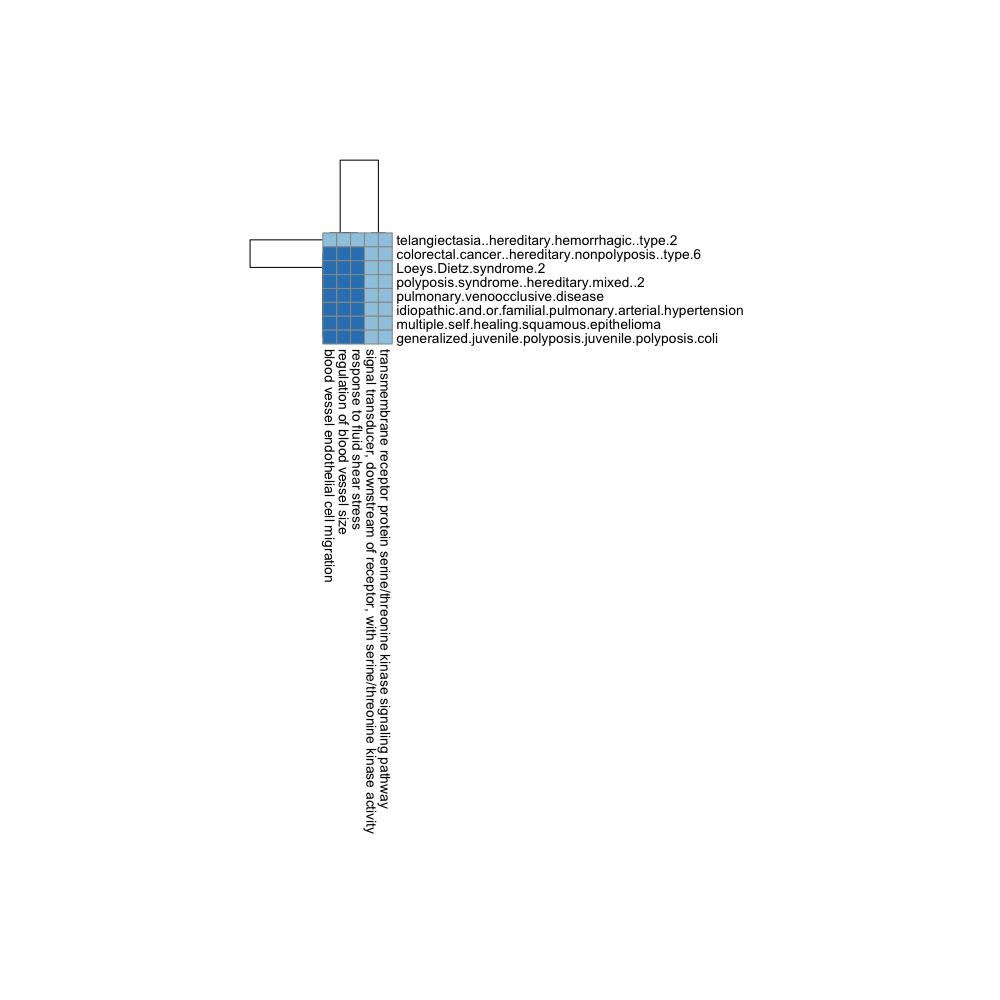 telangiectasia..hereditary.hemorrhagic..type.2
colorectal.cancer..hereditary.nonpolyposis..type.6
Loeys.Dietz.syndrome.2
polyposis.syndrome..hereditary.mixed..2
pulmonary.venoocclusive.disease
idiopathic.and.or.familial.pulmonary.arterial.hypertension
multiple.self.healing.squamous.epithelioma
generalized.juvenile.polyposis.juvenile.polyposis.coli
blood vessel endothelial cell migration
regulation of blood vessel size
response to fluid shear stress
signal transducer, downstream of receptor, with serine/threonine kinase activity
transmembrane receptor protein serine/threonine kinase signaling pathway